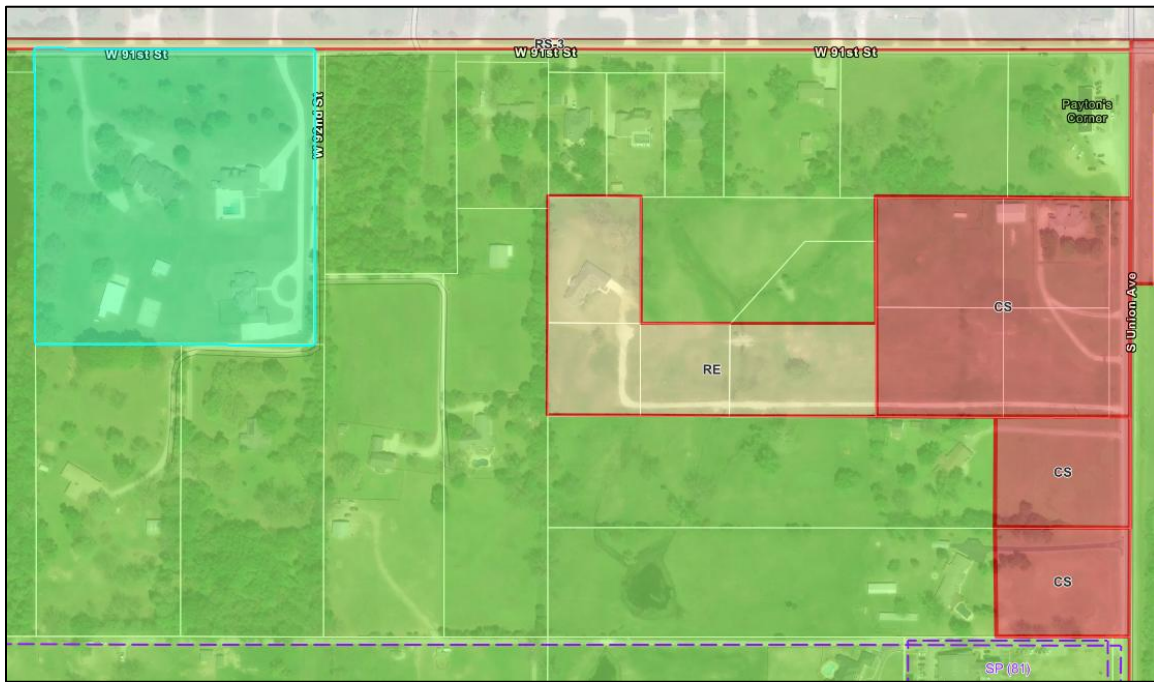 RS-3
W 91st St
W 91st St
W 91st St
W 92nd St
Payton's
Corner
CS
S Union Ave
RE
CS
CS
SP (81)